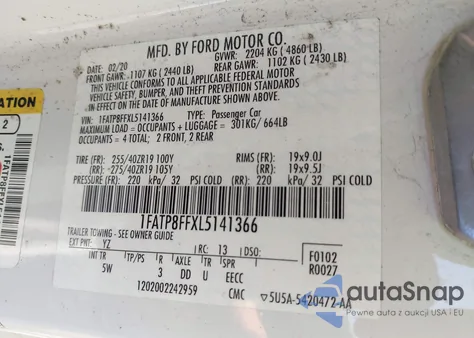 MFD. BY FORD MOTOR CO.
DATE: 02/20 GVWR: 2204 KG ( 4860 LB)
FRONT GAWR: 1107 KG ( 2440 LB) REAR GAWR: 1102 KG ( 2430 LB)
THIS VEHICLE CONFORMS TO ALL APPLICABLE FEDERAL MOTOR
VEHICLE SAFETY, BUMPER, AND THEFT PREVENTION STANDARDS
IN EFFECT ON THE DATE OF MANUFACTURE SHOWN ABOVE.
VIN: 1FATP8FFXL5141366 TYPE: Passenger Car
MAXIMUM LOAD = OCCUPANTS + LUGGAGE = 301KG/ 664LB
OCCUPANTS = 4 TOTAL: 2 FRONT, 2 REAR
TIRE (FR): 255/40ZR19 100Y RIMS (FR): 19x9.0J
(RR): 275/40ZR19 105Y (RR): 19x9.5J
PRESSURE (FR): 220 kPa/ 32 PSI COLD (RR): 220 kPa/ 32 PSI COLD
1FATP8FFXL5141366
TRAILER TOWING - SEE OWNER GUIDE
EXT PNT: YZ RC: 13 DSO: F0102
INT TR TP/PS R AXLE TR SPR R0027
5W 3 DD U EECC
1202002242959 CMC 5U5A-5420472-AA
2
autoSnap
Pewne auta z aukcji USA i EU